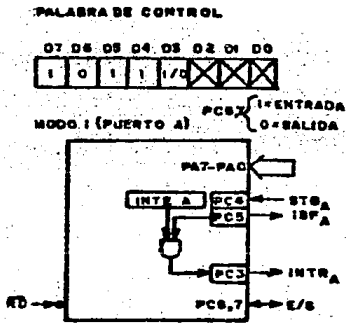 PALABRA DE CONTROL
D7 D6 D5 D4 D3 D2 D1 D0
1 0 1 1 1/0 X X X
PC6,7 1=ENTRADA
0=SALIDA
MODO 1 (PUERTO A)
PA7-PA0
INTE A
PC4 STB A
PC5 IBF A
PC3 INTR A
RD
PC6,7 E/S